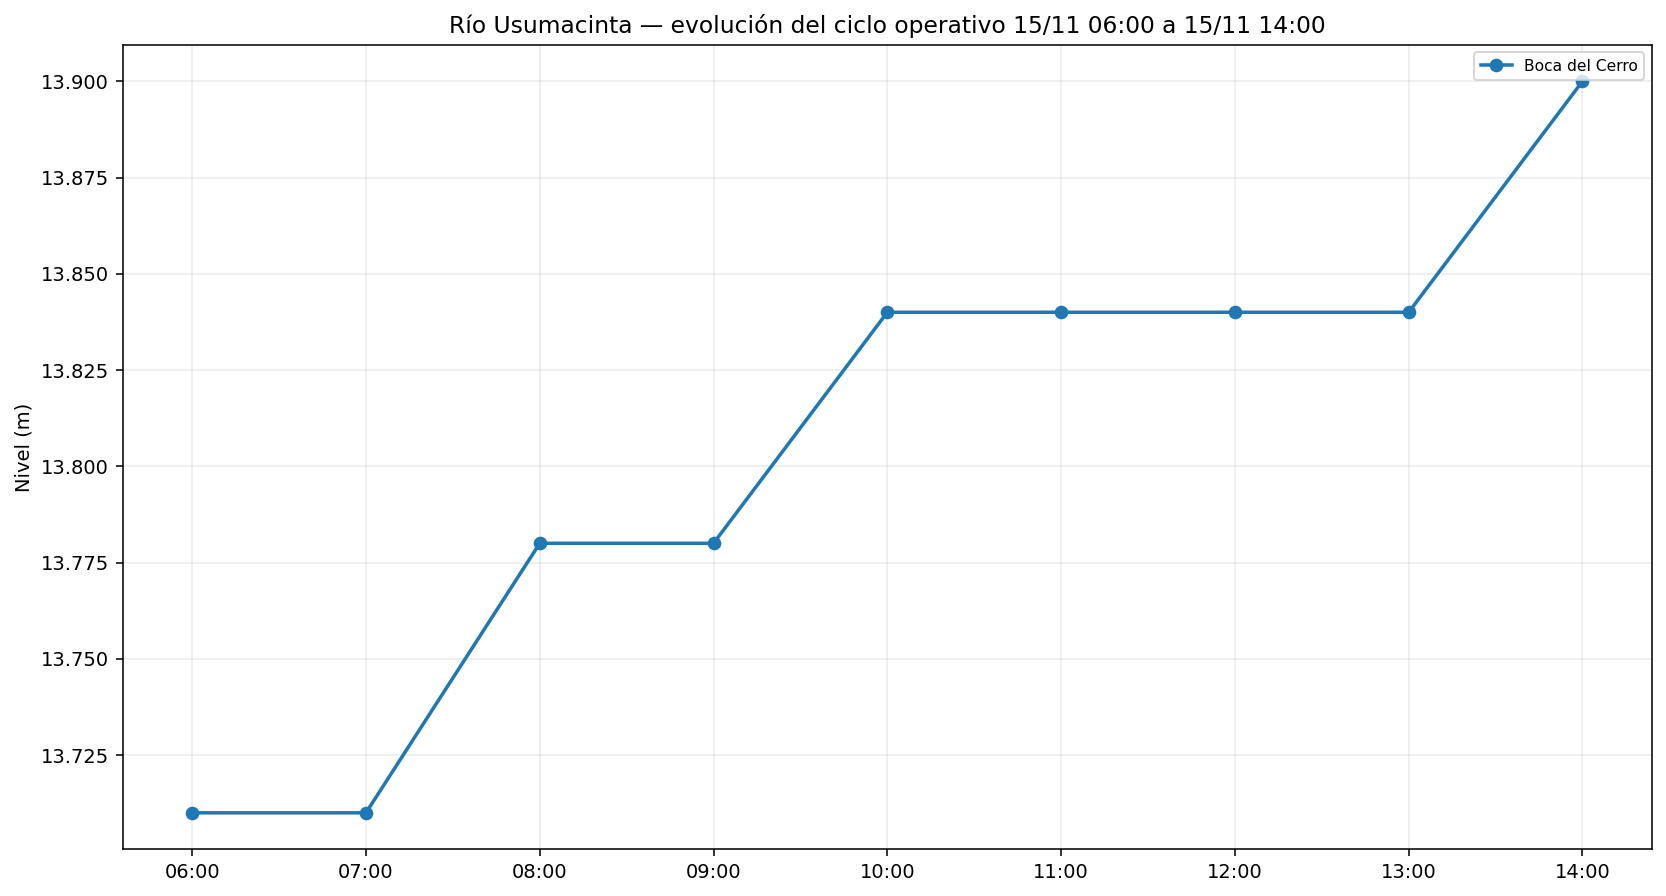 Río Usumacinta — evolución del ciclo operativo 15/11 06:00 a 15/11 14:00
Boca del Cerro
Nivel (m)
13.900
13.875
13.850
13.825
13.800
13.775
13.750
13.725
06:00 07:00 08:00 09:00 10:00 11:00 12:00 13:00 14:00